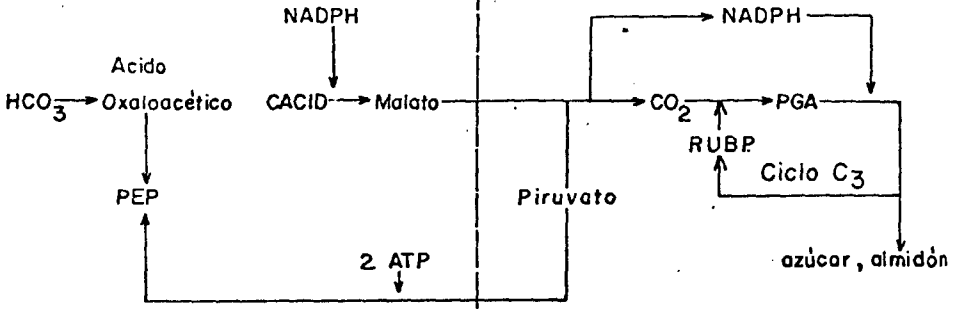 NADPH
NADPH
Acido
HCO3 Oxaloacético
CACID
Malato
CO2
PGA
RUBP.
Ciclo C3
PEP
Piruvato
2 ATP
azúcar, almidón